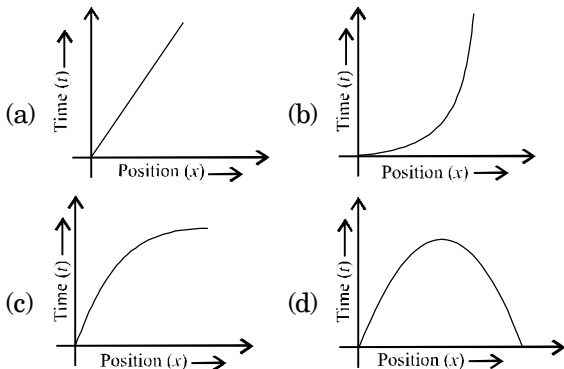 (a) Time (t)
Position (x)
(b) Time (t)
Position (x)
(c) Time (t)
Position (x)
(d) Time (t)
Position (x)